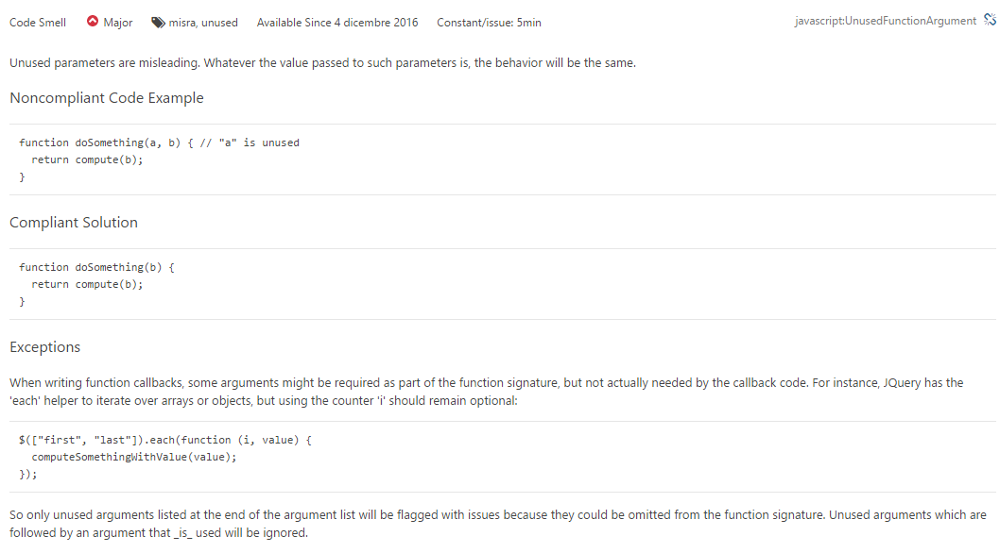 Code Smell Major misra, unused Available Since 4 dicembre 2016 Constant/issue: 5min javascript:UnusedFunctionArgument
Unused parameters are misleading. Whatever the value passed to such parameters is, the behavior will be the same.
Noncompliant Code Example
function doSomething(a, b) { // "a" is unused
  return compute(b);
}
Compliant Solution
function doSomething(b) {
  return compute(b);
}
Exceptions
When writing function callbacks, some arguments might be required as part of the function signature, but not actually needed by the callback code. For instance, JQuery has the
'each' helper to iterate over arrays or objects, but using the counter 'i' should remain optional:
$(["first", "last"]).each(function (i, value) {
  computeSomethingWithValue(value);
});
So only unused arguments listed at the end of the argument list will be flagged with issues because they could be omitted from the function signature. Unused arguments which are
followed by an argument that _is_ used will be ignored.